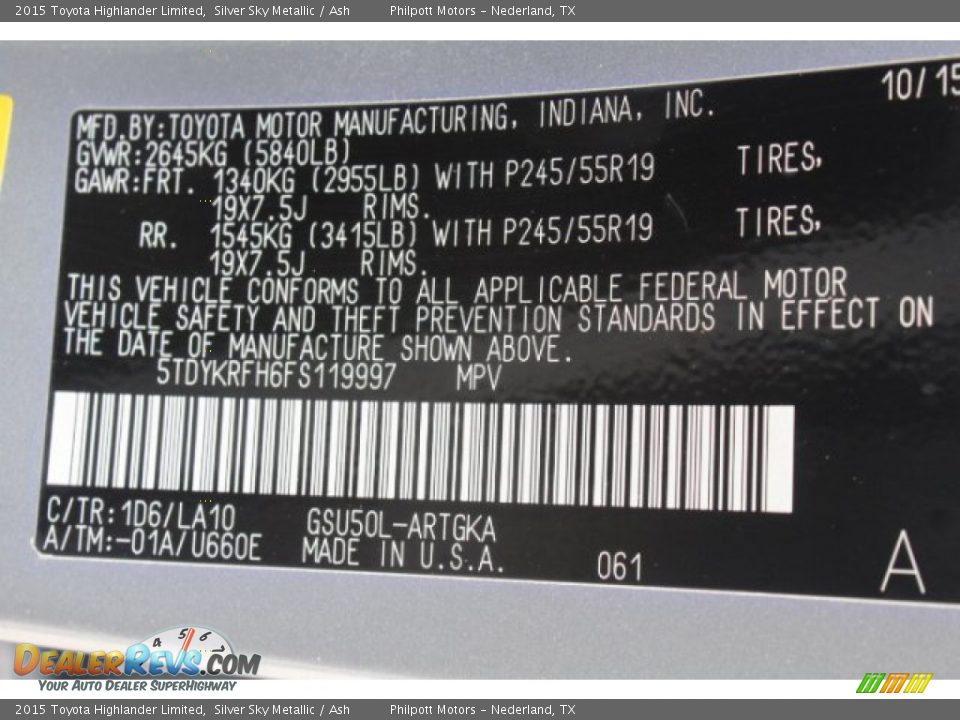 2015 Toyota Highlander Limited, Silver Sky Metallic / Ash Philpott Motors - Nederland, TX
10/15
MFD.BY:TOYOTA MOTOR MANUFACTURING, INDIANA, INC.
GVWR:2645KG (5840LB)
GAWR:FRT. 1340KG (2955LB) WITH P245/55R19 TIRES,
19X7.5J RIMS.
RR. 1545KG (3415LB) WITH P245/55R19 TIRES,
19X7.5J RIMS.
THIS VEHICLE CONFORMS TO ALL APPLICABLE FEDERAL MOTOR
VEHICLE SAFETY AND THEFT PREVENTION STANDARDS IN EFFECT ON
THE DATE OF MANUFACTURE SHOWN ABOVE.
5TDYKRFH6FS119997 MPV
C/TR:1D6/LA10 GSU50L-ARTGKA
A/TM:-01A/U660E MADE IN U.S.A. 061 A
4 5 6 7
DEALERREVS.COM
YOUR AUTO DEALER SUPERHIGHWAY
2015 Toyota Highlander Limited, Silver Sky Metallic / Ash Philpott Motors - Nederland, TX